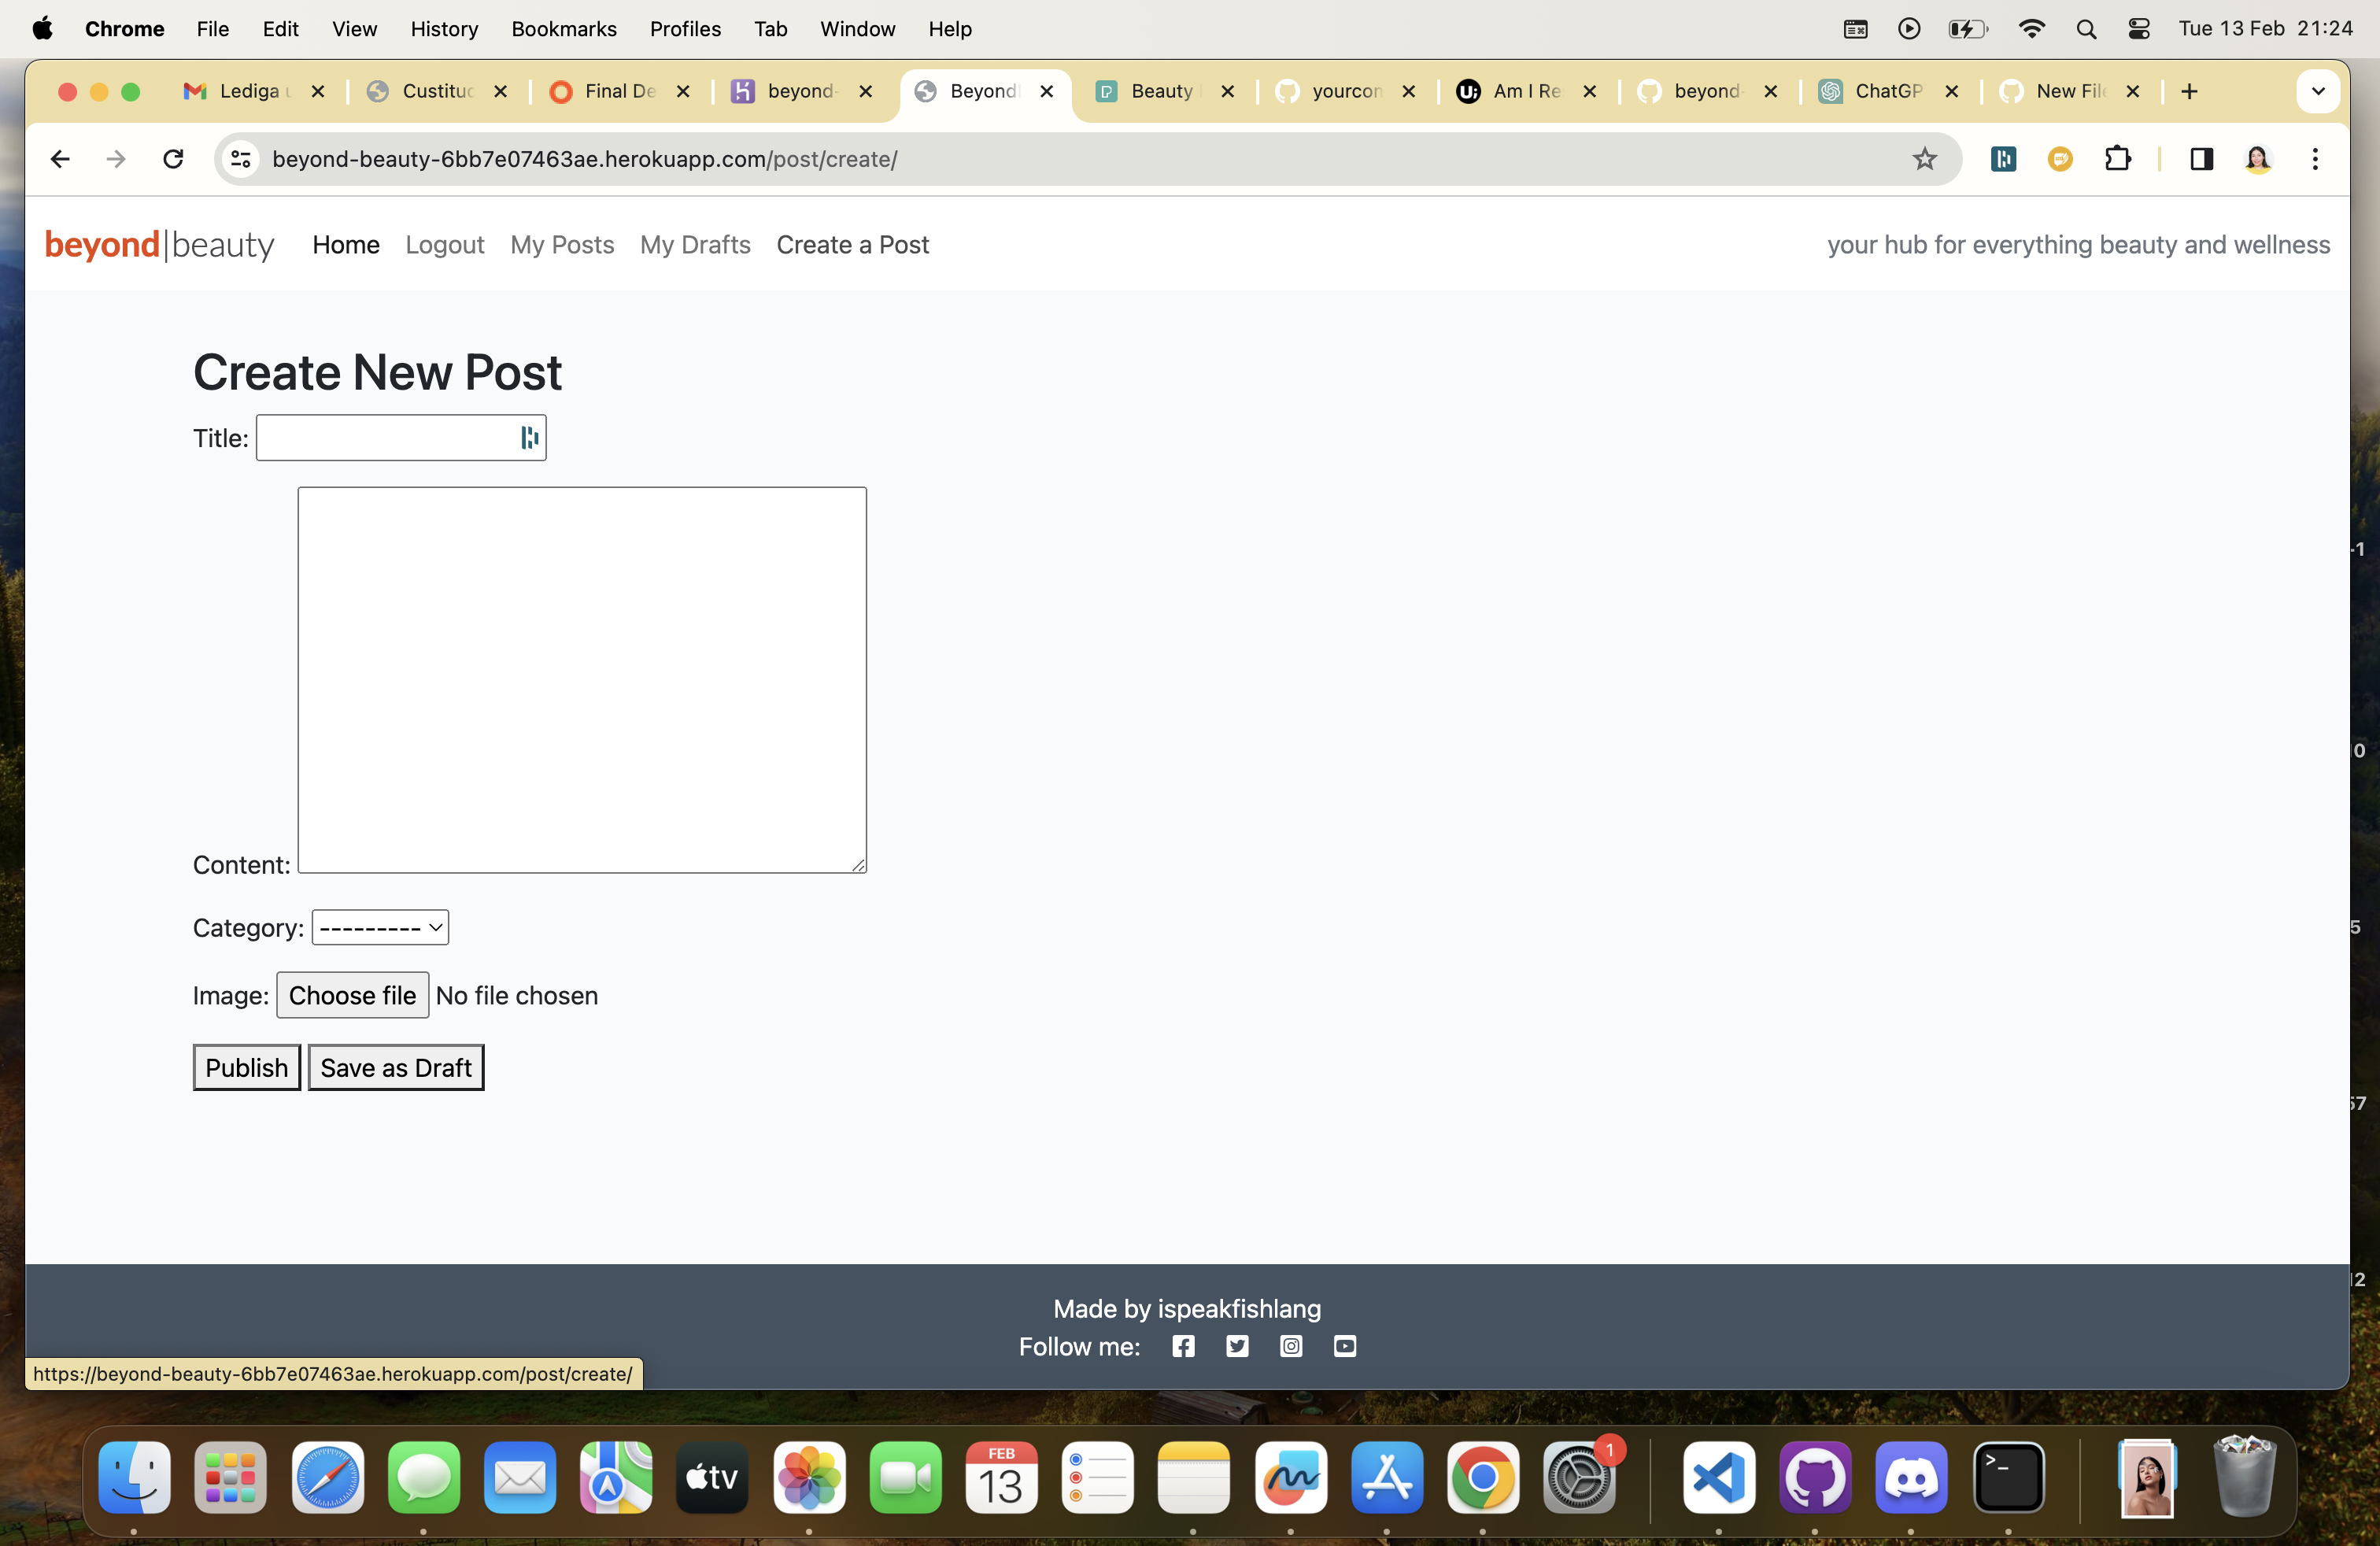 Chrome File Edit View History Bookmarks Profiles Tab Window Help Tue 13 Feb 21:24
Lediga Custitu Final De beyond- Beyond Beauty yourcon Am I Re beyond- ChatGP New Fil
beyond-beauty-6bb7e07463ae.herokuapp.com/post/create/
beyond|beauty Home Logout My Posts My Drafts Create a Post your hub for everything beauty and wellness
Create New Post
Title:
Content:
Category: ---------
Image: Choose file No file chosen
Publish Save as Draft
Made by ispeakfishlang
Follow me:
https://beyond-beauty-6bb7e07463ae.herokuapp.com/post/create/
tv FEB 13 1